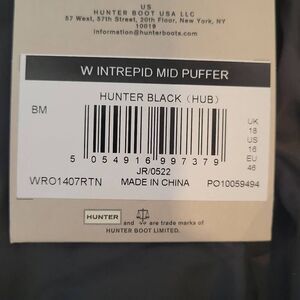 US
HUNTER BOOT USA LLC
57 West, 57th Street, 20th Floor, New York, NY
10019
information@hunterboots.com
W INTREPID MID PUFFER
HUNTER BLACK (HUB)
BM
UK
18
US
16
EU
46
5 054916 997379
JR/0522
WRO1407RTN MADE IN CHINA PO10059494
HUNTER and are trade marks of
HUNTER BOOT LIMITED.